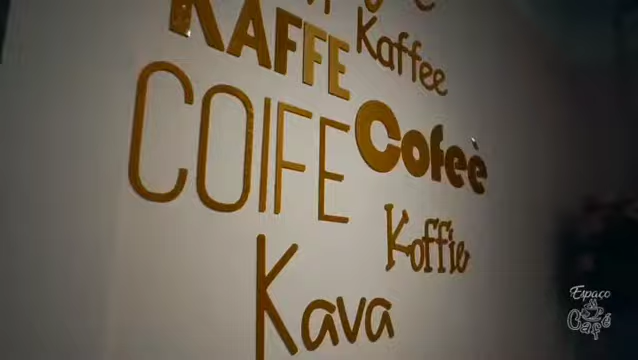 KAFFE
Kaffee
COIFE
Cofeè
Koffie
Kava
Espaço
Café